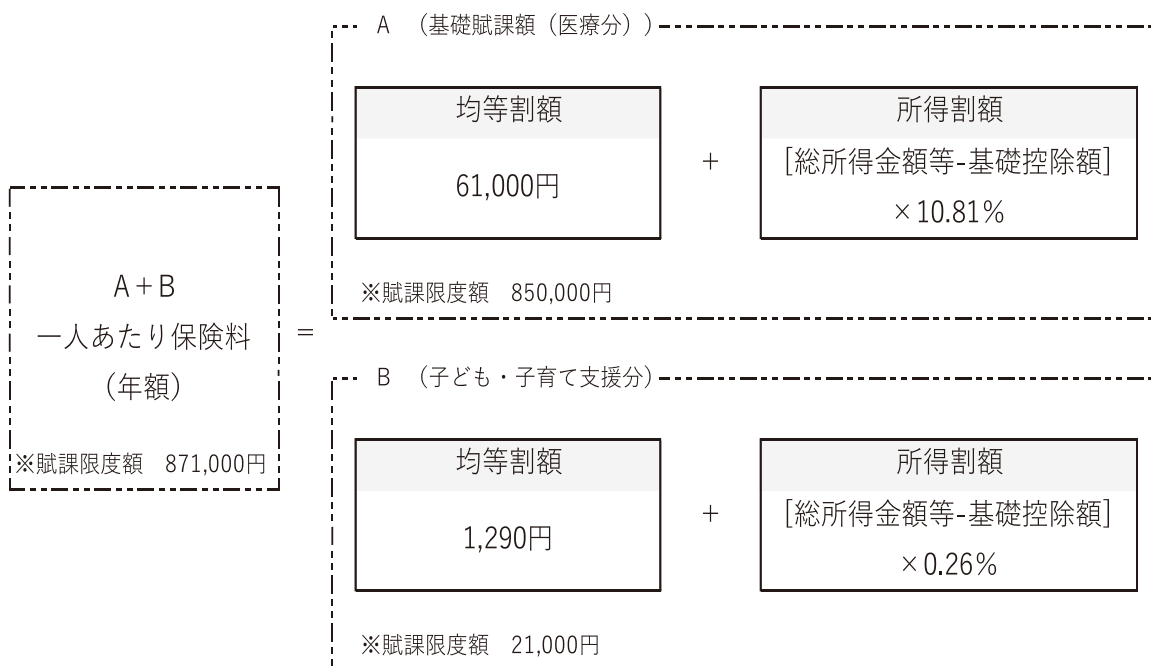 A+B
一人あたり保険料
（年額）
※賦課限度額　871,000円
=
A　（基礎賦課額（医療分））
均等割額
61,000円
+
所得割額
[総所得金額等-基礎控除額]
×10.81%
※賦課限度額　850,000円
B　（子ども・子育て支援分）
均等割額
1,290円
+
所得割額
[総所得金額等-基礎控除額]
×0.26%
※賦課限度額　21,000円